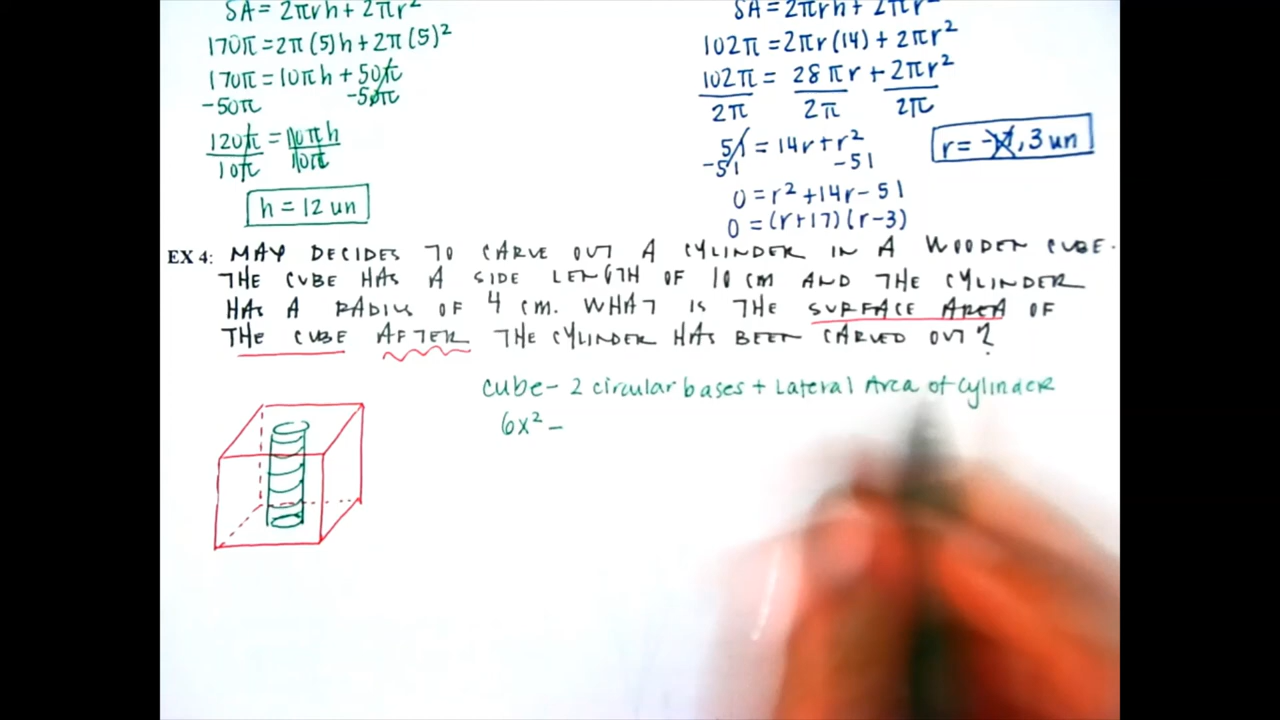 SA = 2πrh + 2πr²
170π = 2π(5)h + 2π(5)²
170π = 10πh + 50π
-50π -50π
120π = 10πh
10π 10π
h = 12 un
SA = 2πrh + 2πr²
102π = 2πr(14) + 2πr²
102π = 28πr + 2πr²
2π 2π 2π
51 = 14r + r²
-51 -51
0 = r² + 14r - 51
0 = (r+17)(r-3)
r = -17, 3 un
EX 4: MAY DECIDES TO CARVE OUT A CYLINDER IN A WOODEN CUBE.
THE CUBE HAS A SIDE LENGTH OF 10 CM AND THE CYLINDER
HAS A RADIUS OF 4 CM. WHAT IS THE SURFACE AREA OF
THE CUBE AFTER THE CYLINDER HAS BEEN CARVED OUT?
cube - 2 circular bases + Lateral Area of cylinder
6x² -